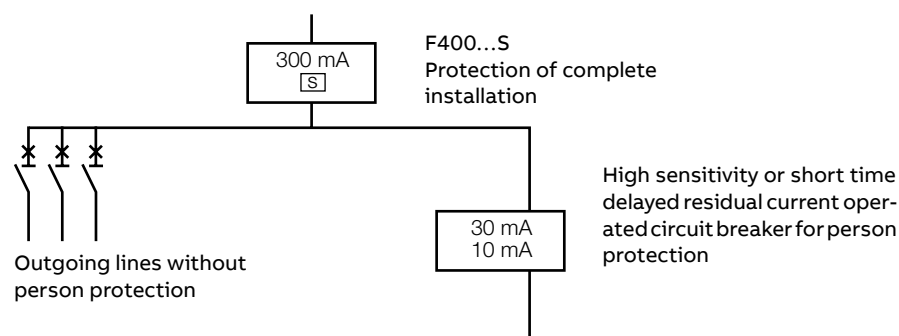 300 mA
S
F400...S
Protection of complete
installation
High sensitivity or short time
delayed residual current oper-
ated circuit breaker for person
protection
30 mA
10 mA
Outgoing lines without
person protection